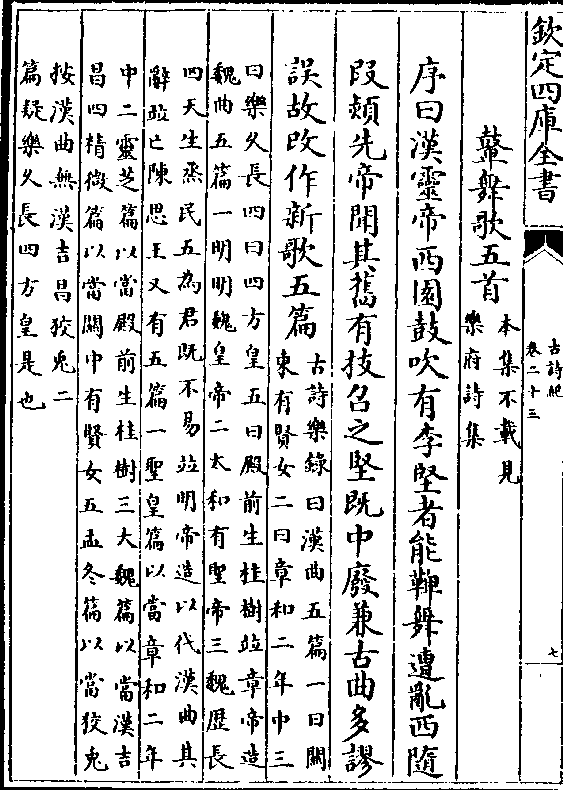 欽定四庫全書
古詩紀
卷二十三
七
鼙舞歌五首
本集不載見
樂府詩集
序曰漢靈帝西園鼓吹有李堅者能鞞舞遭亂西隨
段熲先帝聞其舊有技召之堅既中廢兼古曲多謬
誤故改作新歌五篇
古詩樂錄曰漢曲五篇一曰關
東有賢女二曰章和二年中三
曰樂久長四曰四方皇五曰殿前生桂樹並章帝造
魏曲五篇一明明魏皇帝二太和有聖帝三魏歷長
四天生烝民五為君既不易並明帝造以代漢曲其
辭並亡陳思王又有五篇一聖皇篇以當章和二年
中二靈芝篇以當殿前生桂樹三大魏篇以當漢吉
昌四精微篇以當關中有賢女五孟冬篇以當狡兎
按漢曲無漢吉昌狡兎二
篇疑樂久長四方皇是也